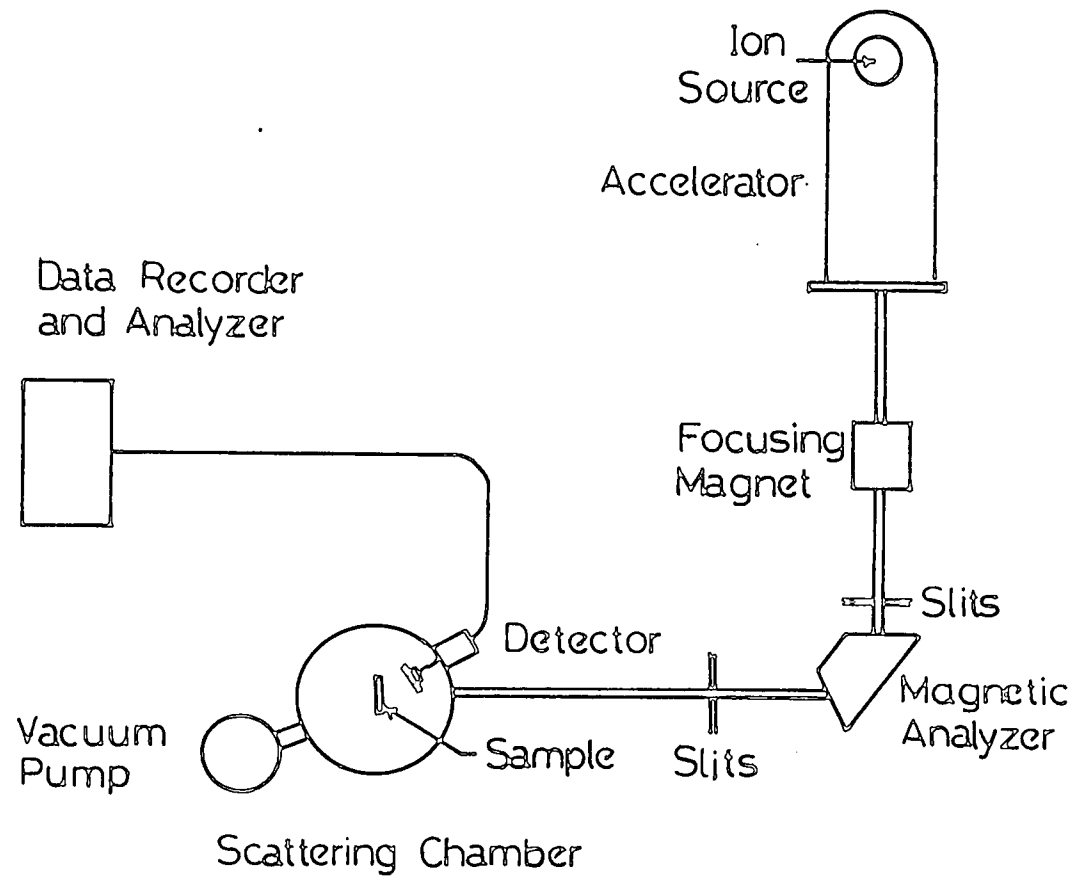 Ion
Source
Accelerator
Data Recorder
and Analyzer
Focusing
Magnet
Slits
Detector
Magnetic
Analyzer
Vacuum
Pump
Sample
Slits
Scattering Chamber